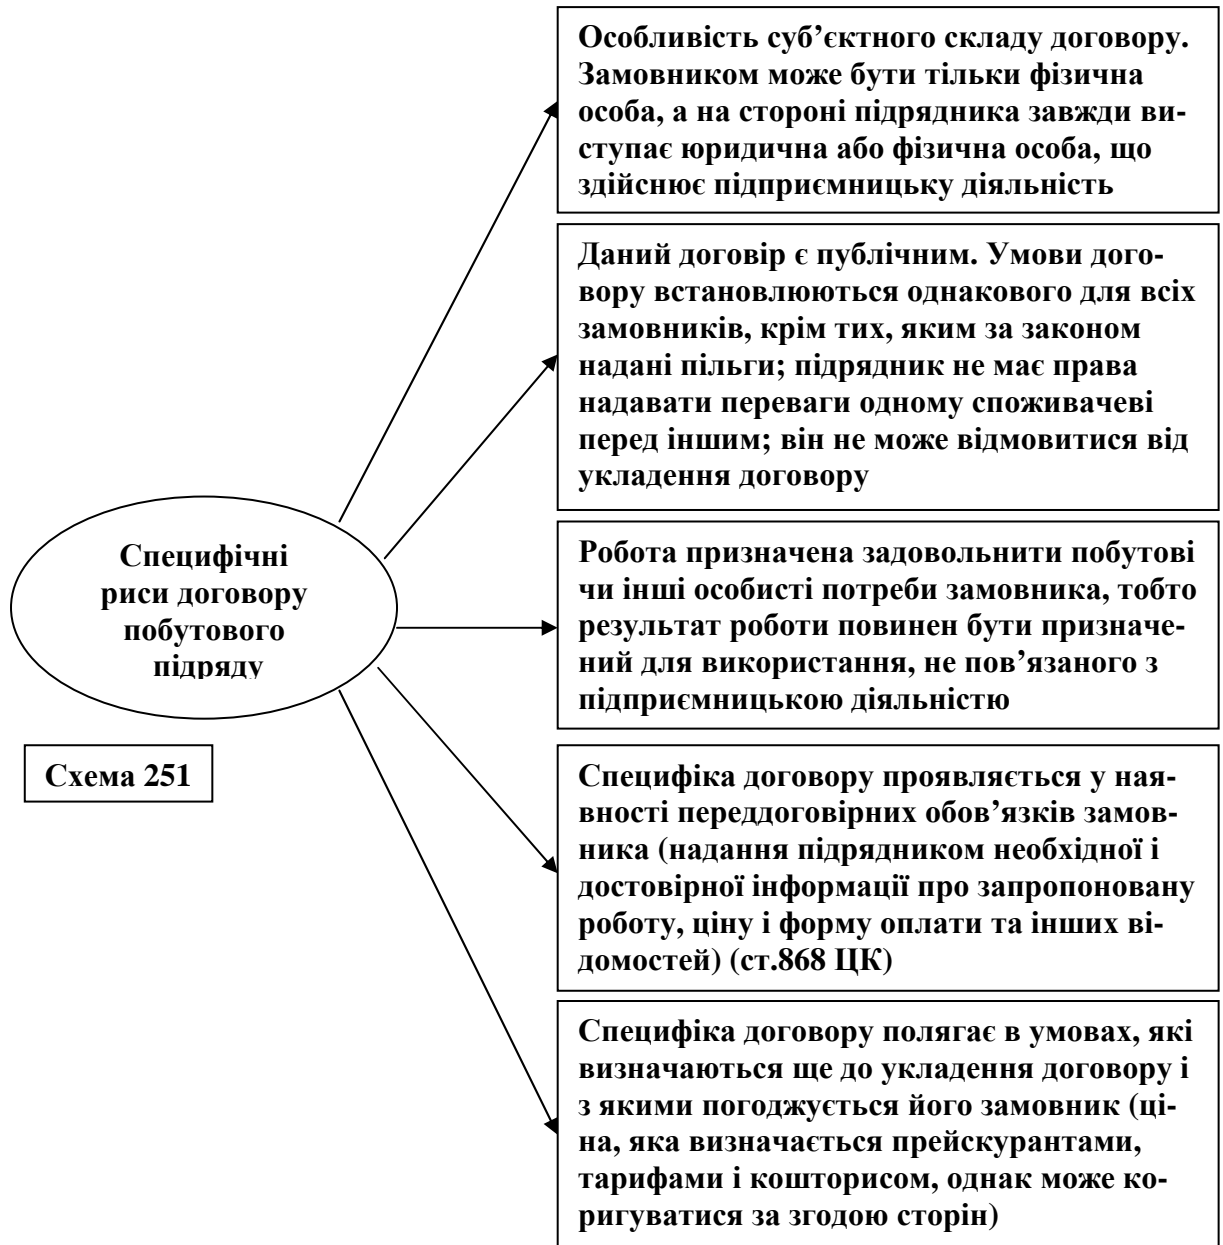 Особливість суб’єктного складу договору.
Замовником може бути тільки фізична
особа, а на стороні підрядника завжди ви-
ступає юридична або фізична особа, що
здійснює підприємницьку діяльність
Даний договір є публічним. Умови дого-
вору встановлюються однакового для всіх
замовників, крім тих, яким за законом
надані пільги; підрядник не має права
надавати переваги одному споживачеві
перед іншим; він не може відмовитися від
укладення договору
Специфічні
риси договору
побутового
підряду
Робота призначена задовольнити побутові
чи інші особисті потреби замовника, тобто
результат роботи повинен бути призначе-
ний для використання, не пов’язаного з
підприємницькою діяльністю
Схема 251
Специфіка договору проявляється у ная-
вності переддоговірних обов’язків замов-
ника (надання підрядником необхідної і
достовірної інформації про запропоновану
роботу, ціну і форму оплати та інших ві-
домостей) (ст.868 ЦК)
Специфіка договору полягає в умовах, які
визначаються ще до укладення договору і
з якими погоджується його замовник (ці-
на, яка визначається прейскурантами,
тарифами і кошторисом, однак може ко-
ригуватися за згодою сторін)